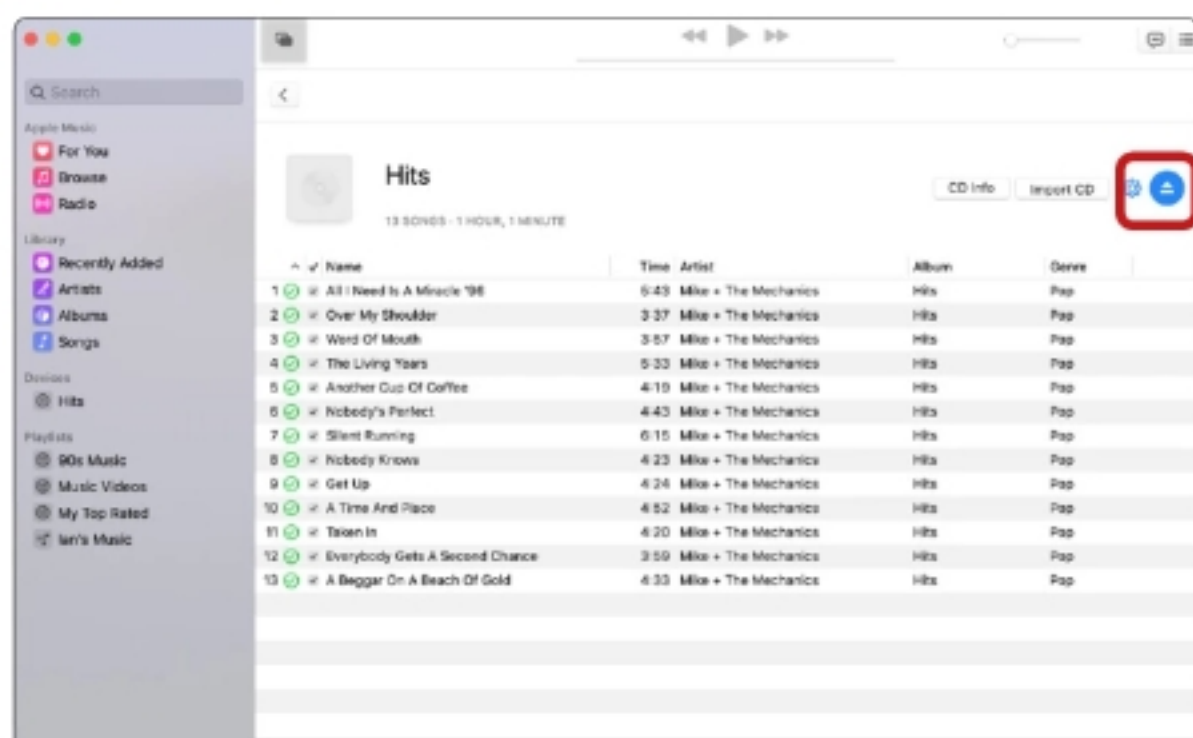 Search
Apple Music
For You
Browse
Radio
Library
Recently Added
Artists
Albums
Songs
Devices
Hits
Playlists
90s Music
Music Videos
My Top Rated
Ian's Music
Hits
13 SONGS · 1 HOUR, 1 MINUTE
CD Info
Import CD
Name Time Artist Album Genre
1 All I Need Is A Miracle '96 5:43 Mike + The Mechanics Hits Pop
2 Over My Shoulder 3:37 Mike + The Mechanics Hits Pop
3 Word Of Mouth 3:57 Mike + The Mechanics Hits Pop
4 The Living Years 5:33 Mike + The Mechanics Hits Pop
5 Another Cup Of Coffee 4:19 Mike + The Mechanics Hits Pop
6 Nobody's Perfect 4:43 Mike + The Mechanics Hits Pop
7 Silent Running 6:15 Mike + The Mechanics Hits Pop
8 Nobody Knows 4:23 Mike + The Mechanics Hits Pop
9 Get Up 4:24 Mike + The Mechanics Hits Pop
10 A Time And Place 4:52 Mike + The Mechanics Hits Pop
11 Taken In 4:20 Mike + The Mechanics Hits Pop
12 Everybody Gets A Second Chance 3:59 Mike + The Mechanics Hits Pop
13 A Beggar On A Beach Of Gold 4:33 Mike + The Mechanics Hits Pop